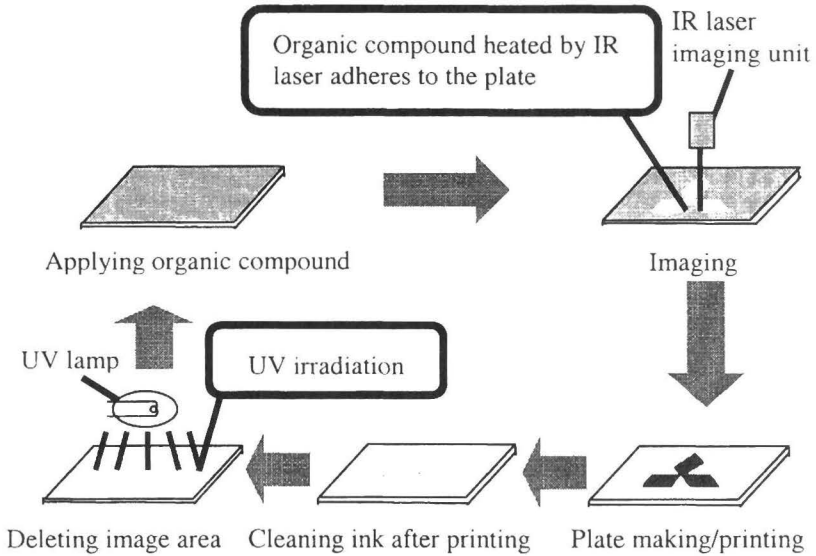 Organic compound heated by IR
laser adheres to the plate
IR laser
imaging unit
Applying organic compound
Imaging
UV lamp
UV irradiation
Deleting image area
Cleaning ink after printing
Plate making/printing